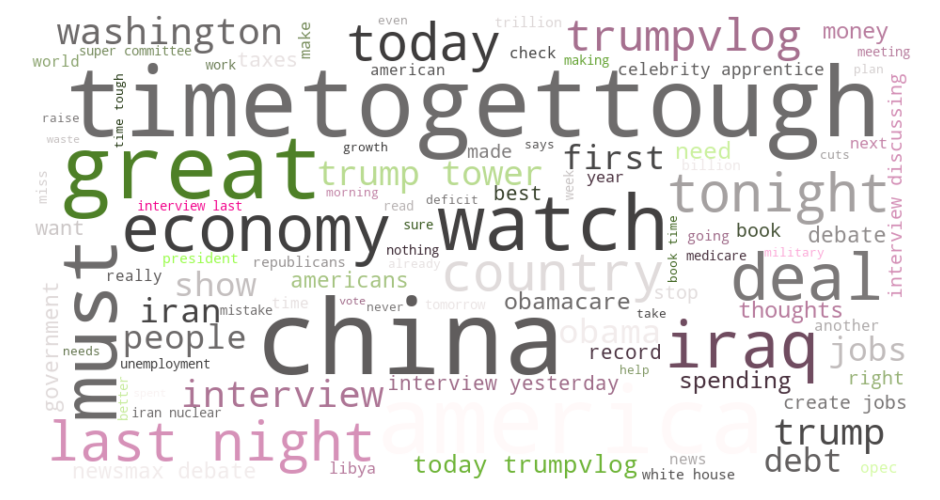 even
trillion
washington
make
today
trumpvlog
money
super committee
check
meeting
world
work
taxes
american
making
celebrity apprentice
plan
timetogettough
time tough
raise
waste
growth
made
says
first
need
cuts
next
great
trump tower
billion
interview discussing
miss
morning
best
week
year
tonight
interview last
read
deficit
want
economy
watch
sure
book
debate
nothing
going
book time
medicare
military
president
republicans
already
must
really
americans
country
stop
deal
show
government
iran
mistake
time
vote
never
tomorrow
obamacare
take
thoughts
another
people
china
obama
iraq
jobs
needs
unemployment
record
help
right
better
spent
interview
interview yesterday
spending
iran nuclear
america
create jobs
last night
trump
newsmax debate
libya
today trumpvlog
news
white house
debt
opec